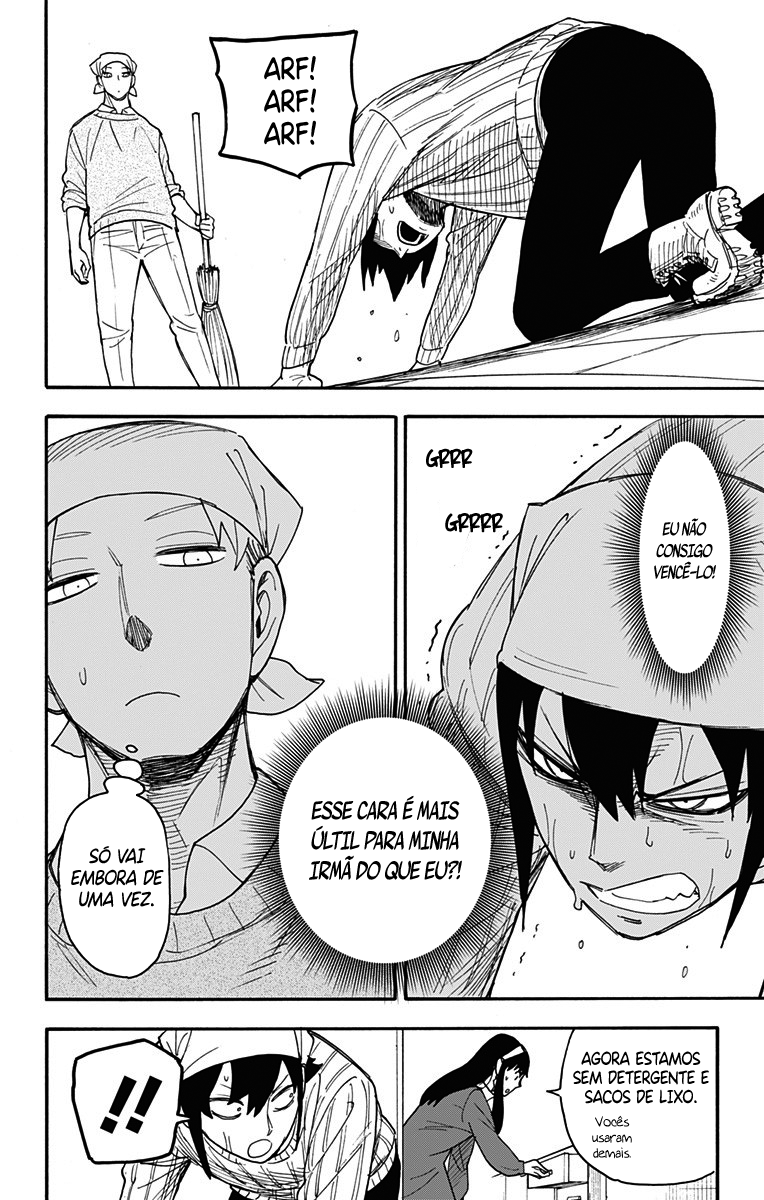 ARF!
ARF!
ARF!
GRRR
GRRRR
EU NÃO
CONSIGO
VENCÊ-LO!
ESSE CARA É MAIS
ÚLTIL PARA MINHA
IRMÃ DO QUE EU?!
SÓ VAI
EMBORA DE
UMA VEZ.
!!
AGORA ESTAMOS
SEM DETERGENTE E
SACOS DE LIXO.
Vocês
usaram
demais.